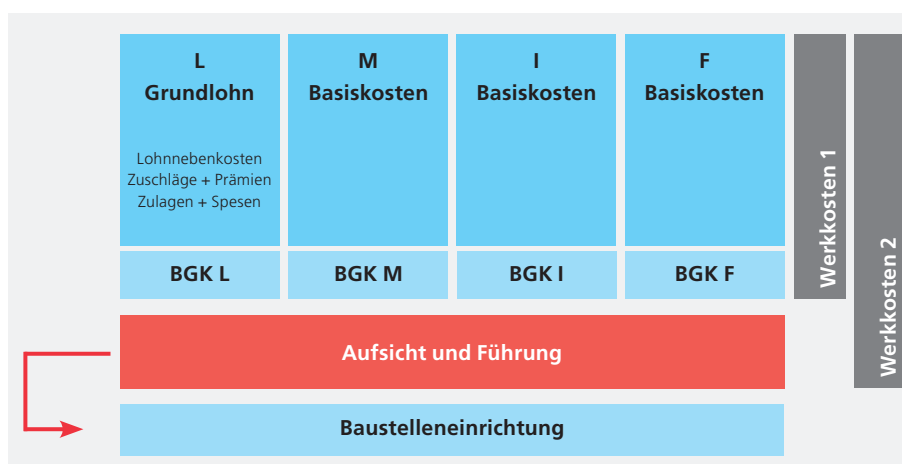 L
Grundlohn
Lohnnebenkosten
Zuschläge + Prämien
Zulagen + Spesen
M
Basiskosten
I
Basiskosten
F
Basiskosten
BGK L
BGK M
BGK I
BGK F
Werkkosten 1
Werkkosten 2
Aufsicht und Führung
Baustelleneinrichtung